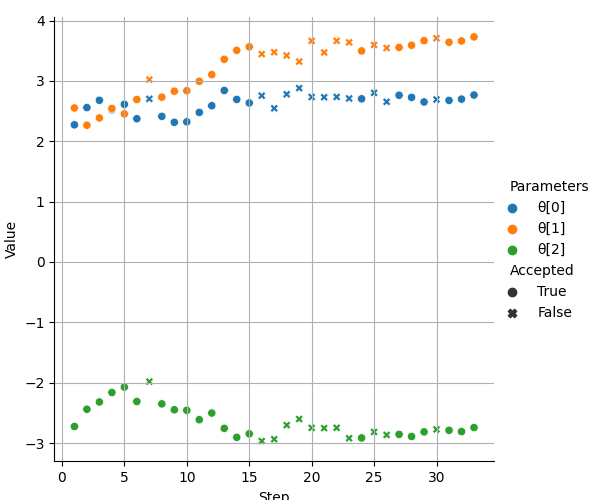 4
3
2
1
0
−1
−2
−3
Value
0 5 10 15 20 25 30
Step
Parameters
θ[0]
θ[1]
θ[2]
Accepted
True
False